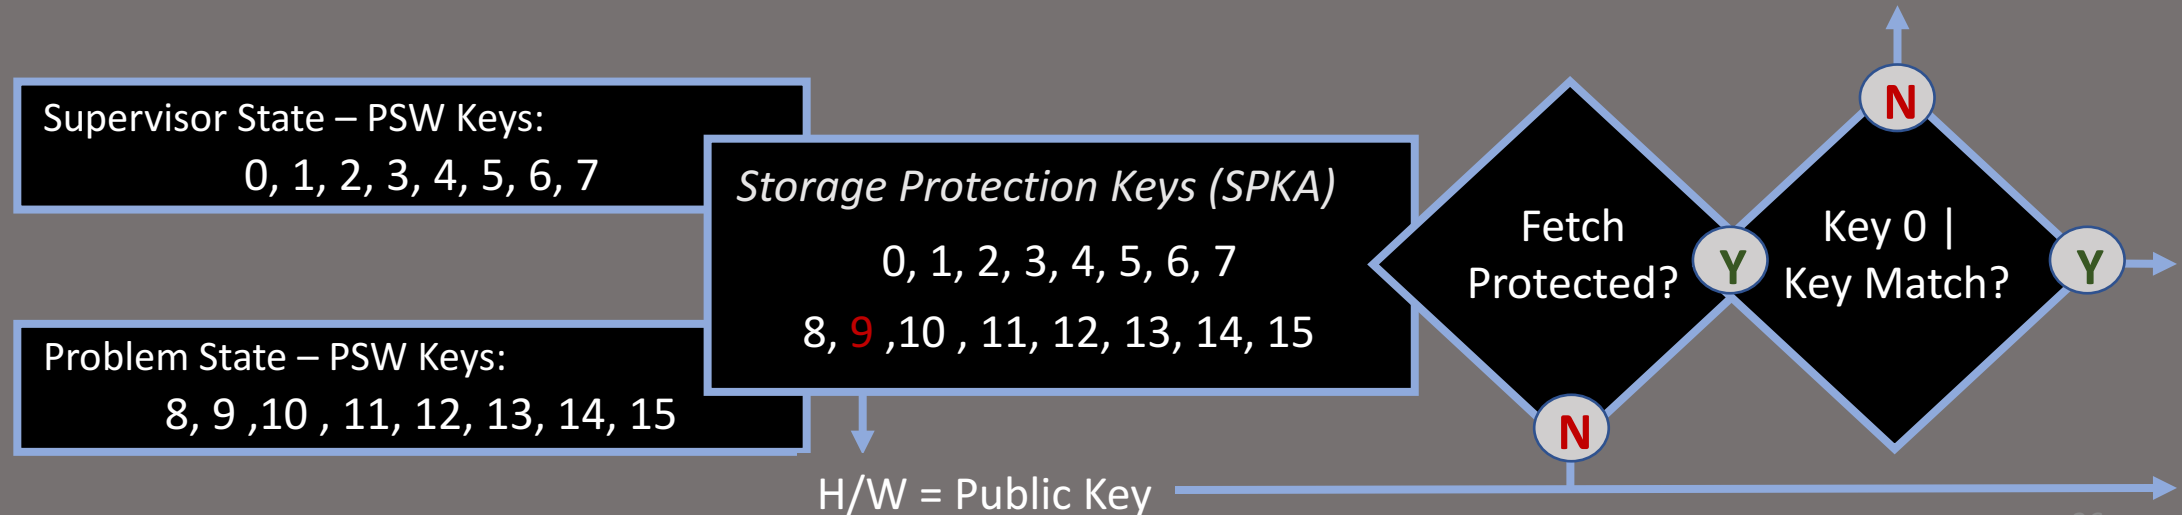 Supervisor State – PSW Keys:
0, 1, 2, 3, 4, 5, 6, 7
Problem State – PSW Keys:
8, 9 ,10 , 11, 12, 13, 14, 15
Storage Protection Keys (SPKA)
0, 1, 2, 3, 4, 5, 6, 7
8, 9 ,10 , 11, 12, 13, 14, 15
H/W = Public Key
Fetch
Protected?
Y
N
Key 0 |
Key Match?
N
Y